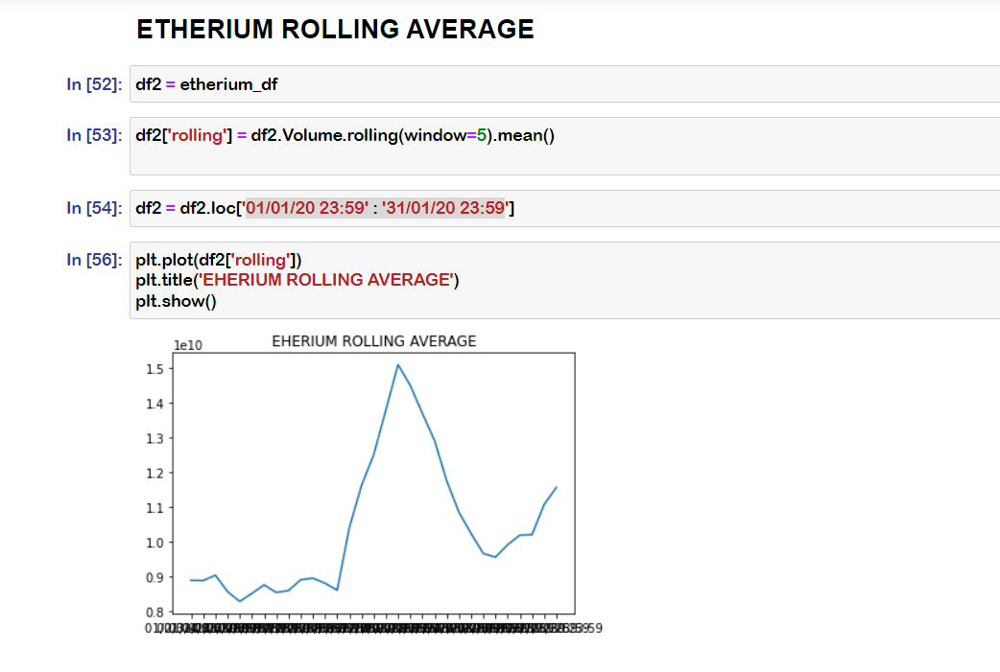 ETHERIUM ROLLING AVERAGE
In [52]: df2 = etherium_df
In [53]: df2['rolling'] = df2.Volume.rolling(window=5).mean()
In [54]: df2 = df2.loc['01/01/20 23:59' : '31/01/20 23:59']
In [56]: plt.plot(df2['rolling'])
plt.title('EHERIUM ROLLING AVERAGE')
plt.show()
EHERIUM ROLLING AVERAGE
1e10
1.5
1.4
1.3
1.2
1.1
1.0
0.9
0.8